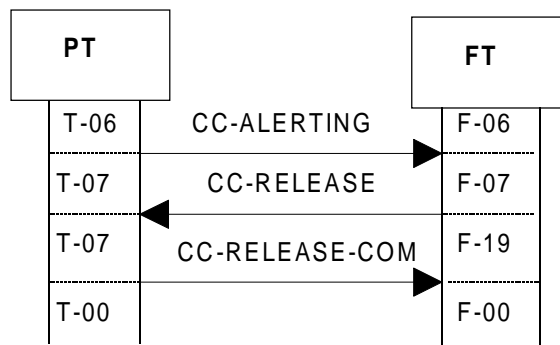 PT
FT
T-06 CC-ALERTING F-06
T-07 CC-RELEASE F-07
T-07 CC-RELEASE-COM F-19
T-00 F-00